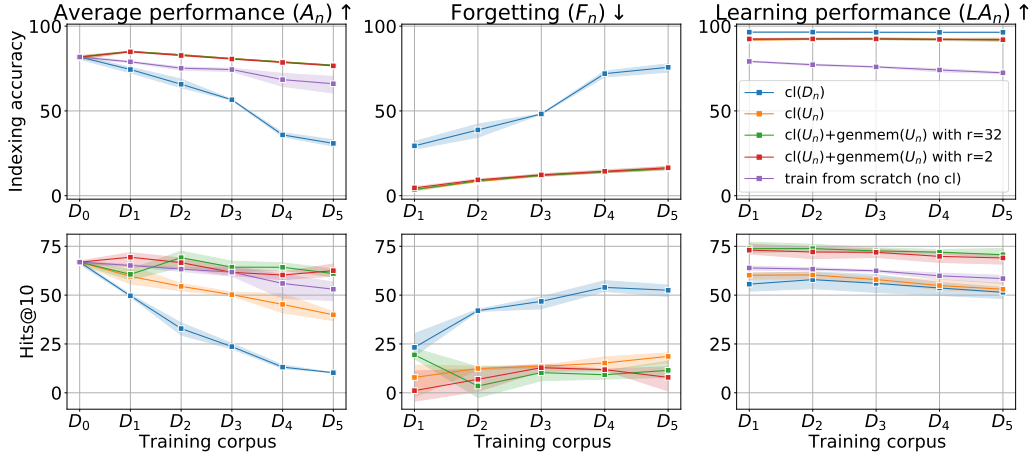 Average performance (Aₙ) ↑
Forgetting (Fₙ) ↓
Learning performance (LAₙ) ↑
Indexing accuracy
100
50
0
D₀ D₁ D₂ D₃ D₄ D₅
100
50
0
D₁ D₂ D₃ D₄ D₅
100
50
0
cl(Dₙ)
cl(Uₙ)
cl(Uₙ)+genmem(Uₙ) with r=32
cl(Uₙ)+genmem(Uₙ) with r=2
train from scratch (no cl)
D₁ D₂ D₃ D₄ D₅
Hits@10
75
50
25
0
D₀ D₁ D₂ D₃ D₄ D₅
Training corpus
75
50
25
0
D₁ D₂ D₃ D₄ D₅
Training corpus
75
50
25
0
D₁ D₂ D₃ D₄ D₅
Training corpus